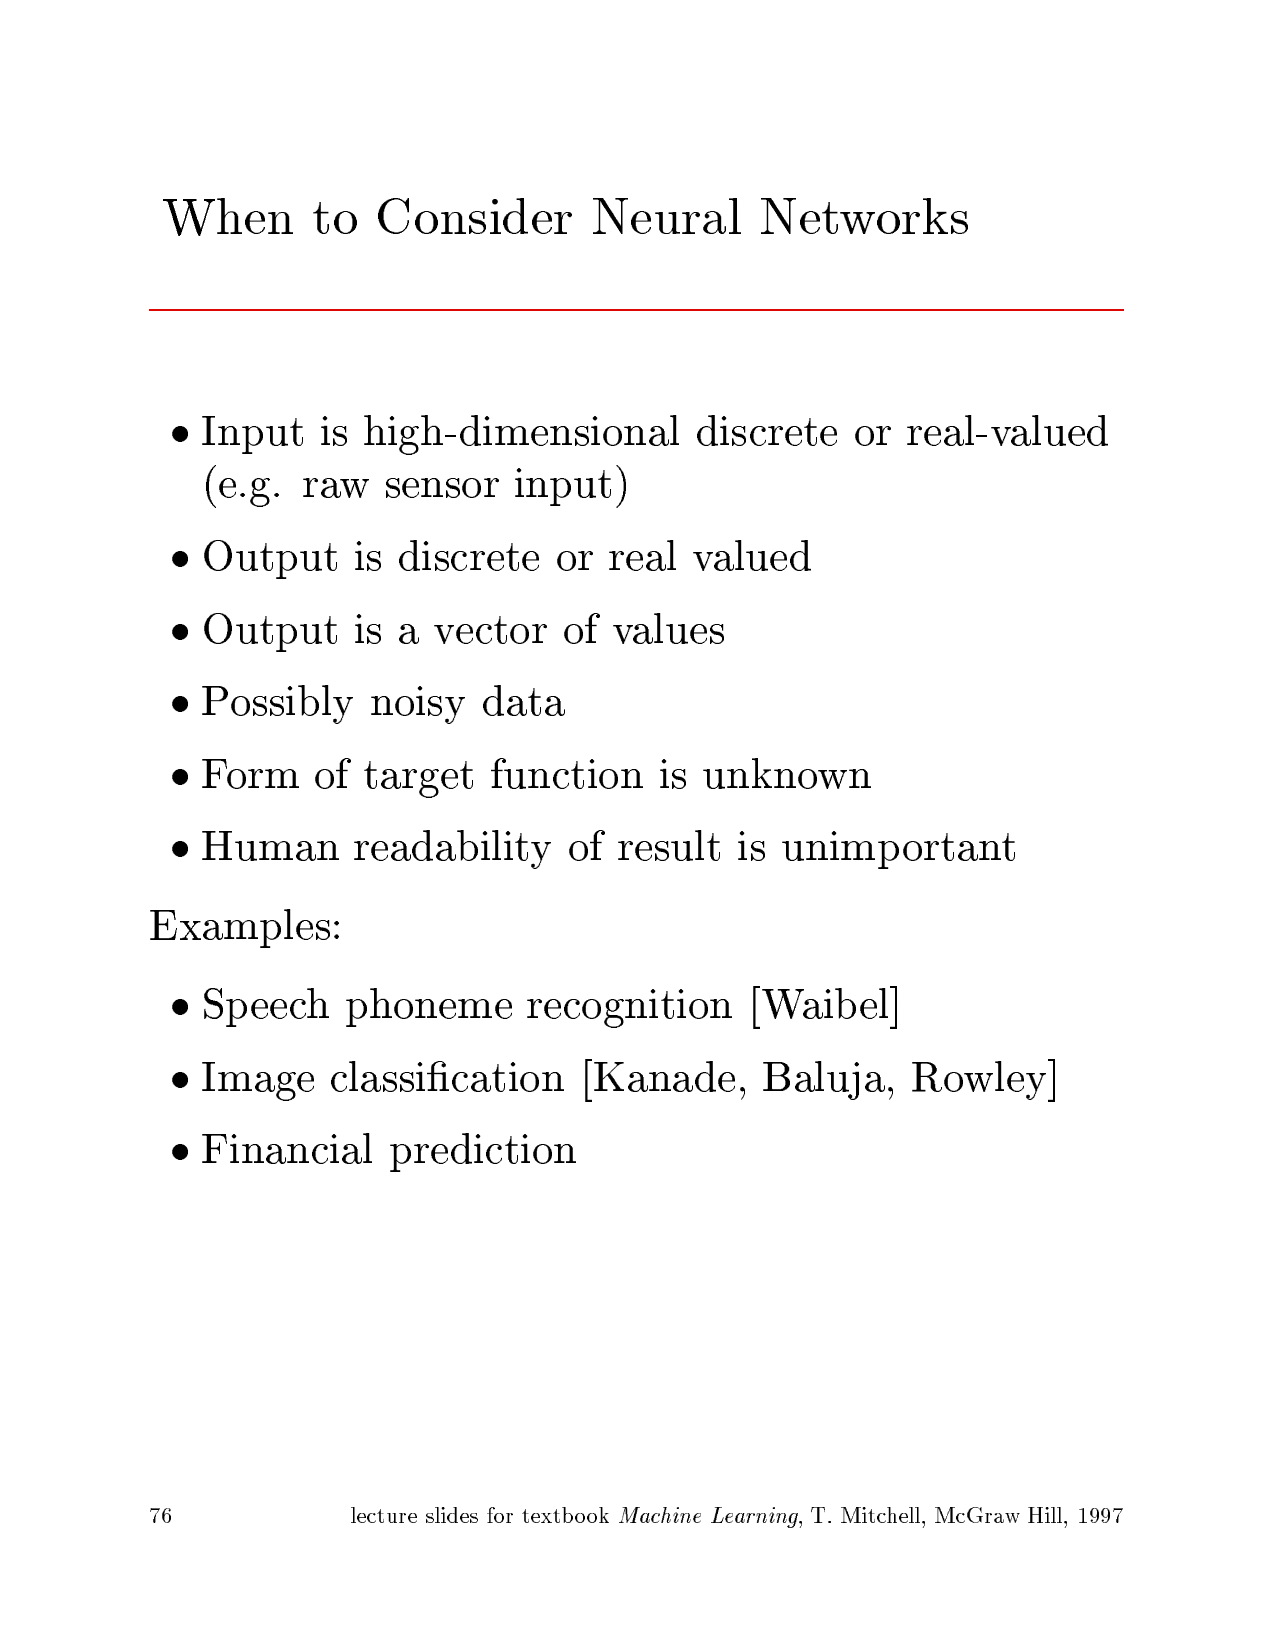 When to Consider Neural Networks
• Input is high-dimensional discrete or real-valued
(e.g. raw sensor input)
• Output is discrete or real valued
• Output is a vector of values
• Possibly noisy data
• Form of target function is unknown
• Human readability of result is unimportant
Examples:
• Speech phoneme recognition [Waibel]
• Image classification [Kanade, Baluja, Rowley]
• Financial prediction
76 lecture slides for textbook Machine Learning, T. Mitchell, McGraw Hill, 1997